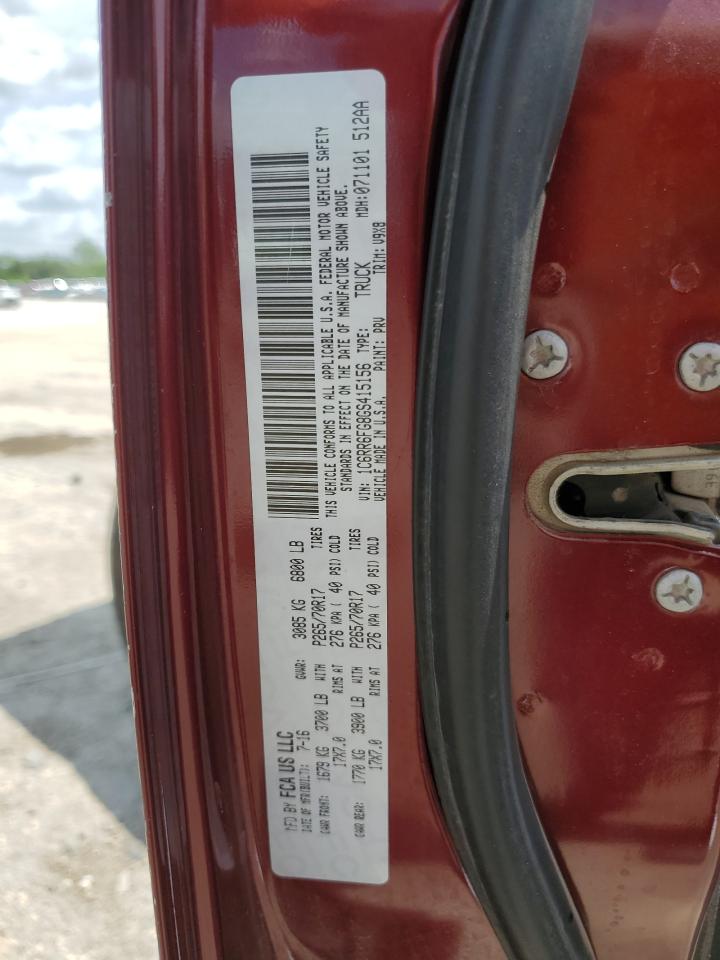 MFD BY FCA US LLC
DATE OF MFR(BUILT): 7-16 GVWR: 3085 KG 6800 LB
GAWR FRONT: 1679 KG 3700 LB WITH P265/70R17 TIRES
17X7.0 RIMS AT 276 KPA ( 40 PSI) COLD
GAWR REAR: 1770 KG 3900 LB WITH P265/70R17 TIRES
17X7.0 RIMS AT 276 KPA ( 40 PSI) COLD
THIS VEHICLE CONFORMS TO ALL APPLICABLE U.S.A. FEDERAL MOTOR VEHICLE SAFETY
STANDARDS IN EFFECT ON THE DATE OF MANUFACTURE SHOWN ABOVE.
VIN: 1C6RR6FG8GS415156 TYPE: TRUCK MDH:071101 512AA
VEHICLE MADE IN U.S.A. PAINT: PRV TRIM: V9X8